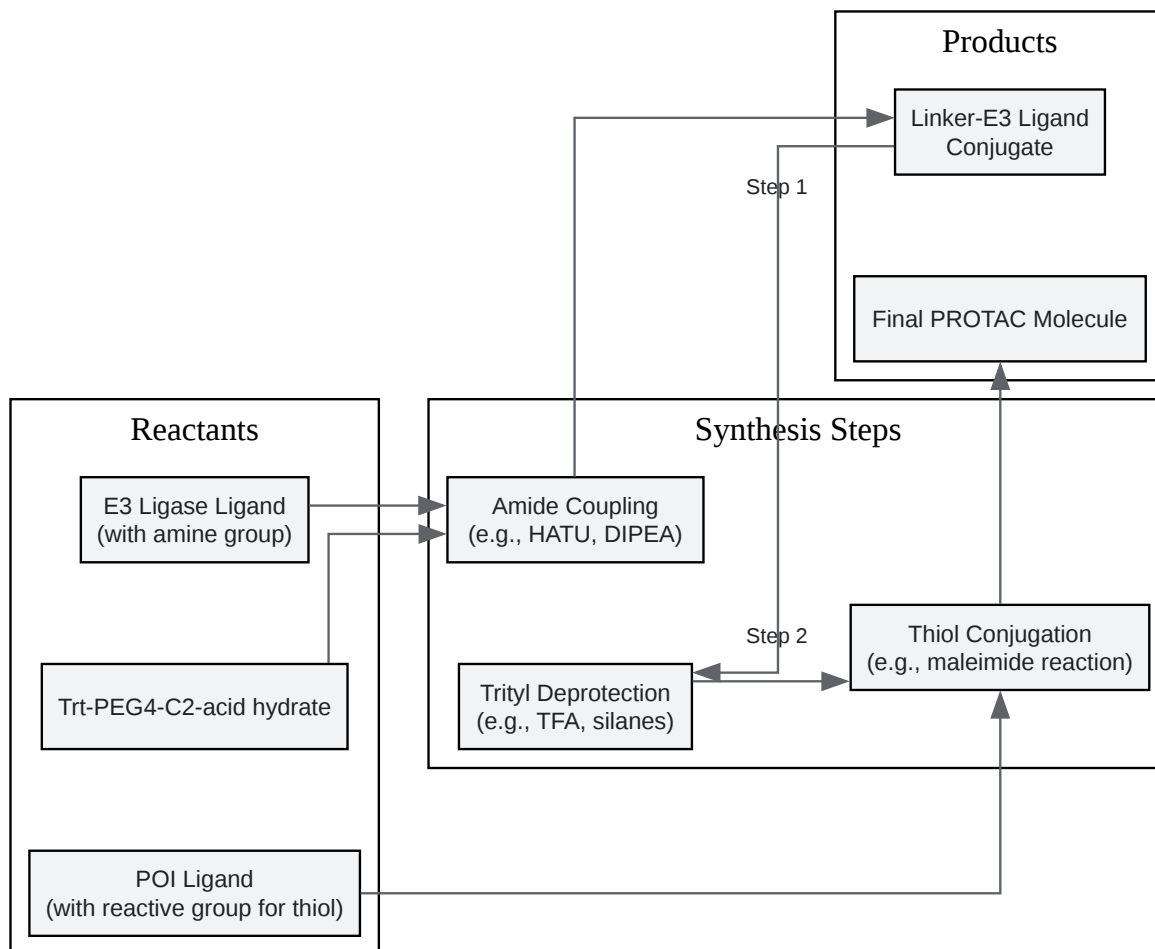 Products
Linker-E3 Ligand
Conjugate
Step 1
Final PROTAC Molecule
Reactants
Synthesis Steps
E3 Ligase Ligand
(with amine group)
Amide Coupling
(e.g., HATU, DIPEA)
Step 2
Thiol Conjugation
(e.g., maleimide reaction)
Trt-PEG4-C2-acid hydrate
Trityl Deprotection
(e.g., TFA, silanes)
POI Ligand
(with reactive group for thiol)